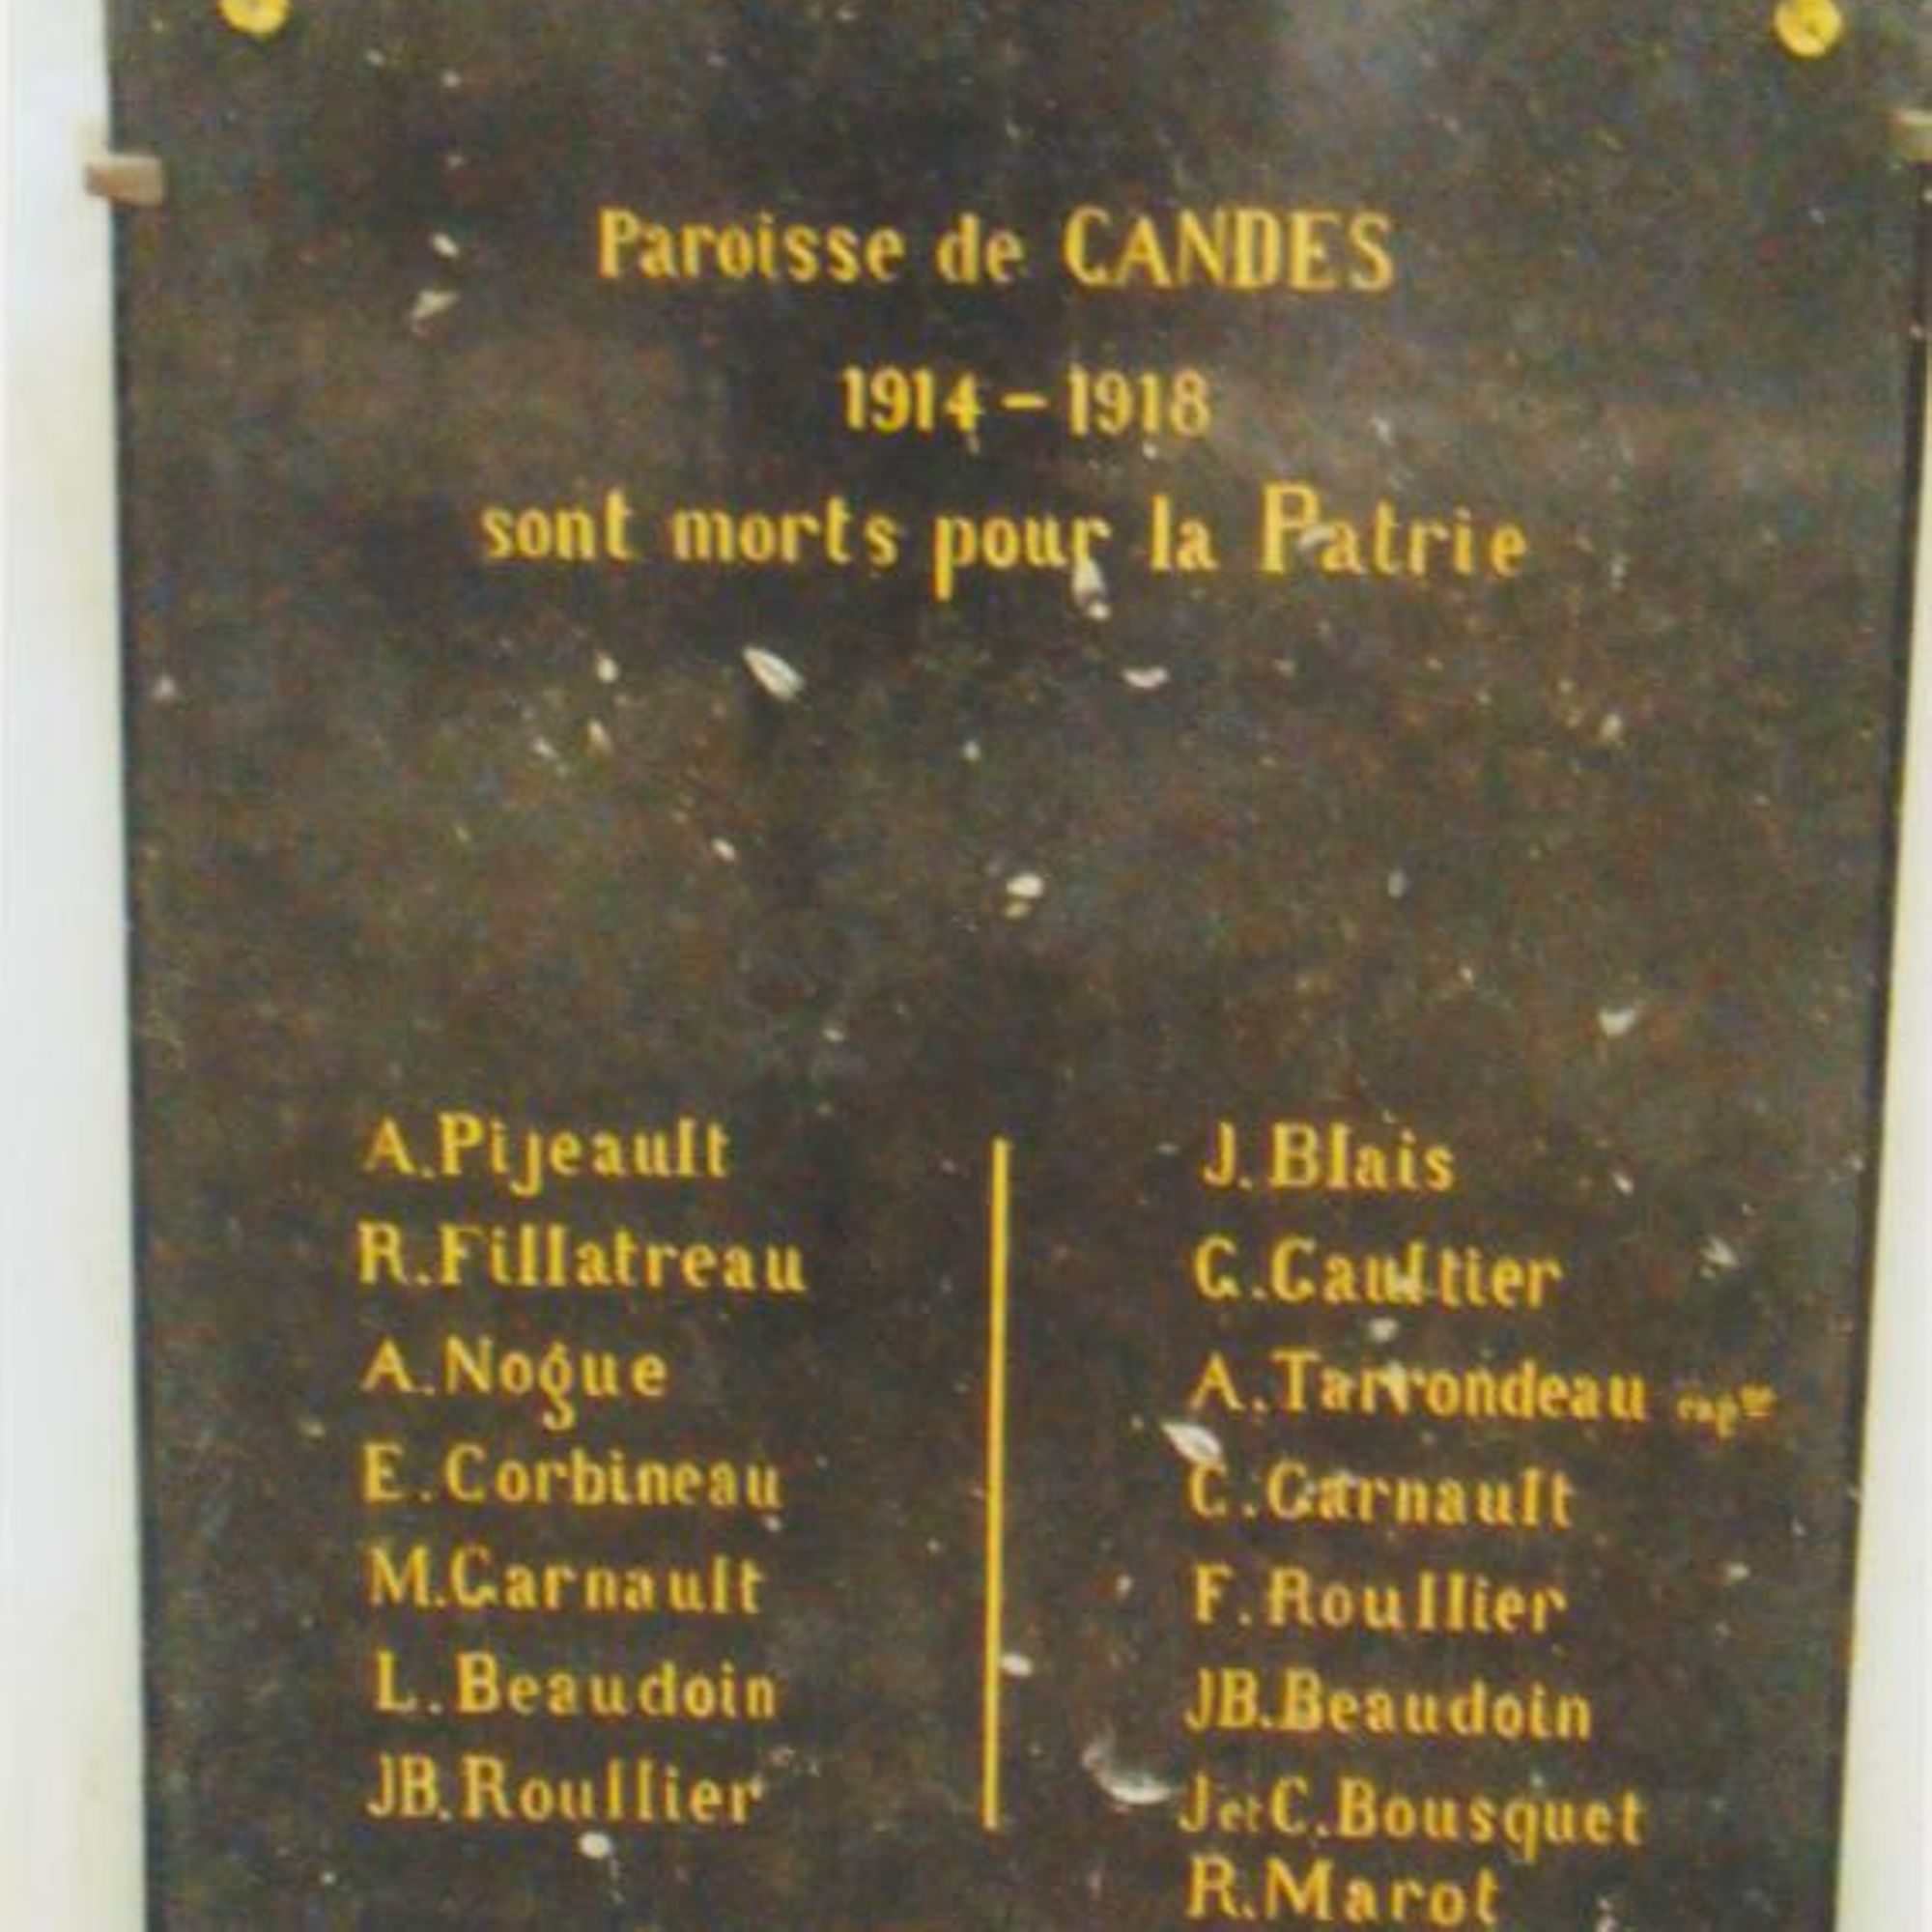 Paroisse de CANDES
1914 - 1918
sont morts pour la Patrie
A. Pijeault
R. Fillatreau
A. Nogue
E. Corbineau
M. Garnault
L. Beaudoin
JB. Roullier
J. Blais
G. Gaultier
A. Tarrondeau capne
C. Garnault
F. Roullier
JB. Beaudoin
J et C. Bousquet
R. Marot